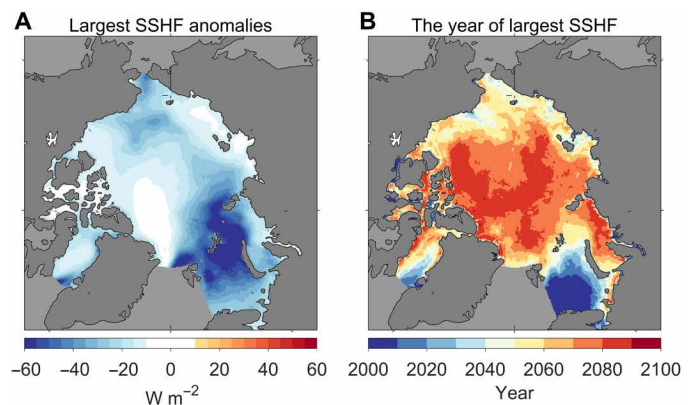 A Largest SSHF anomalies
B The year of largest SSHF
−60 −40 −20 0 20 40 60
W m⁻²
2000 2020 2040 2060 2080 2100
Year